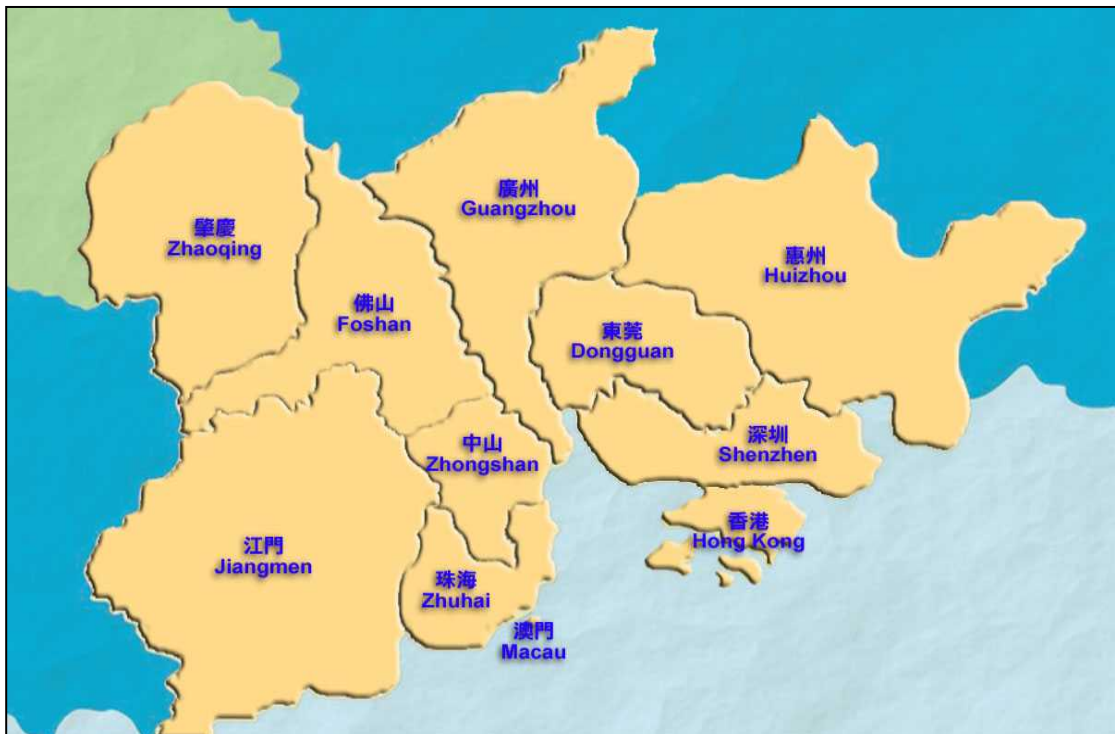 廣州
Guangzhou
肇慶
Zhaoqing
惠州
Huizhou
佛山
Foshan
東莞
Dongguan
中山
Zhongshan
深圳
Shenzhen
香港
Hong Kong
江門
Jiangmen
珠海
Zhuhai
澳門
Macau